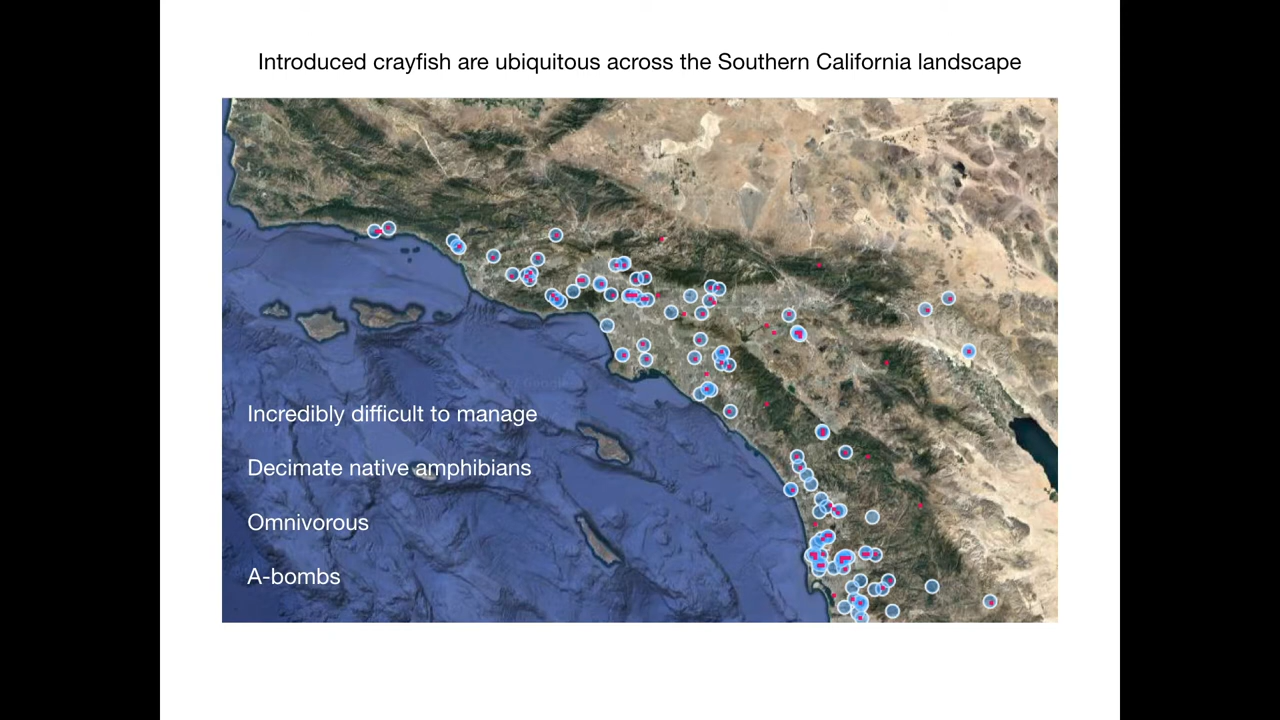 Introduced crayfish are ubiquitous across the Southern California landscape
Incredibly difficult to manage
Decimate native amphibians
Omnivorous
A-bombs